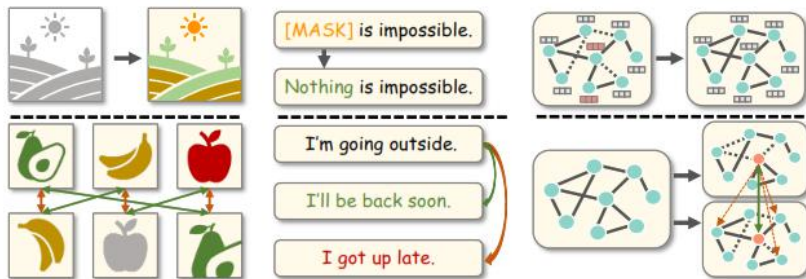 [MASK] is impossible.
Nothing is impossible.
I'm going outside.
I'll be back soon.
I got up late.